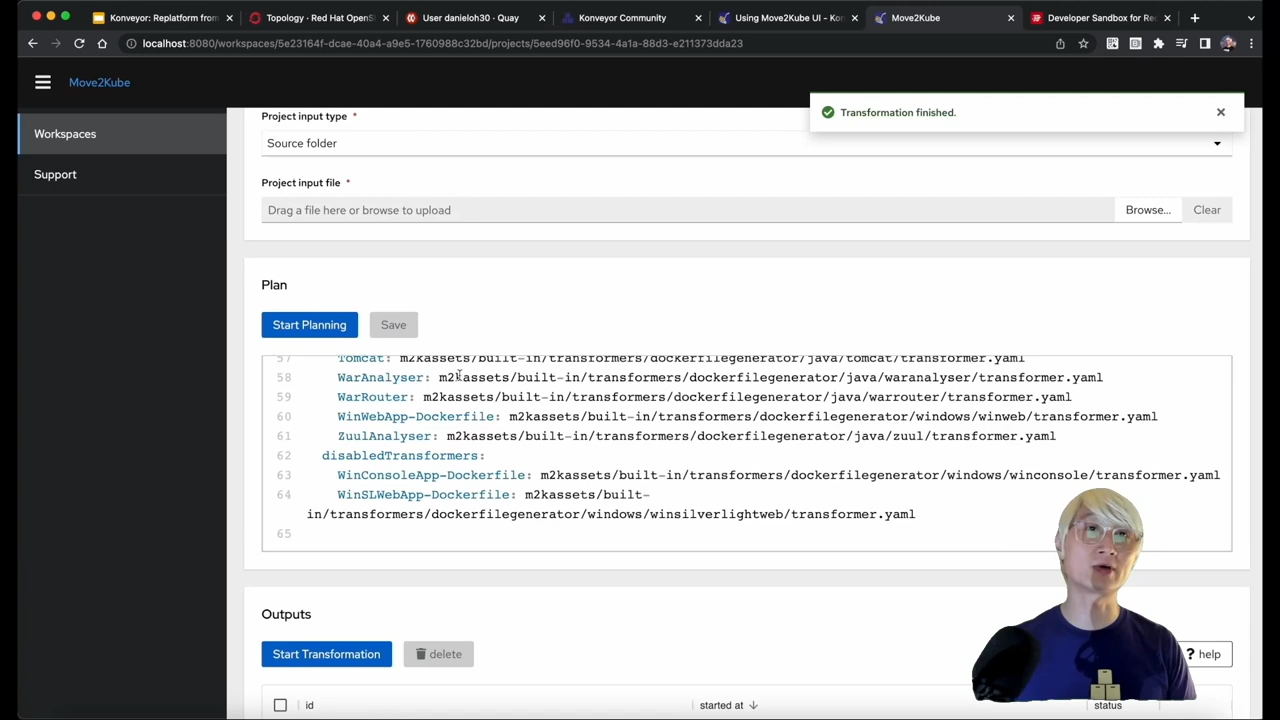 Konveyor: Replatform from
Topology · Red Hat OpenS
User danieloh30 · Quay
Konveyor Community
Using Move2Kube UI - Kon
Move2Kube
Developer Sandbox for Re
localhost:8080/workspaces/5e23164f-dcae-40a4-a9e5-1760988c32bd/projects/5eed96f0-9534-4a1a-88d3-e211373dda23
Move2Kube
Workspaces
Support
Transformation finished.
Project input type *
Source folder
Project input file *
Drag a file here or browse to upload
Browse...
Clear
Plan
Start Planning
Save
57 Tomcat: m2kassets/built-in/transformers/dockerfilegenerator/java/tomcat/transformer.yaml
58 WarAnalyser: m2kassets/built-in/transformers/dockerfilegenerator/java/waranalyser/transformer.yaml
59 WarRouter: m2kassets/built-in/transformers/dockerfilegenerator/java/warrouter/transformer.yaml
60 WinWebApp-Dockerfile: m2kassets/built-in/transformers/dockerfilegenerator/windows/winweb/transformer.yaml
61 ZuulAnalyser: m2kassets/built-in/transformers/dockerfilegenerator/java/zuul/transformer.yaml
62 disabledTransformers:
63 WinConsoleApp-Dockerfile: m2kassets/built-in/transformers/dockerfilegenerator/windows/winconsole/transformer.yaml
64 WinSLWebApp-Dockerfile: m2kassets/built-
in/transformers/dockerfilegenerator/windows/winsilverlightweb/transformer.yaml
65
Outputs
Start Transformation
delete
? help
id
started at
status